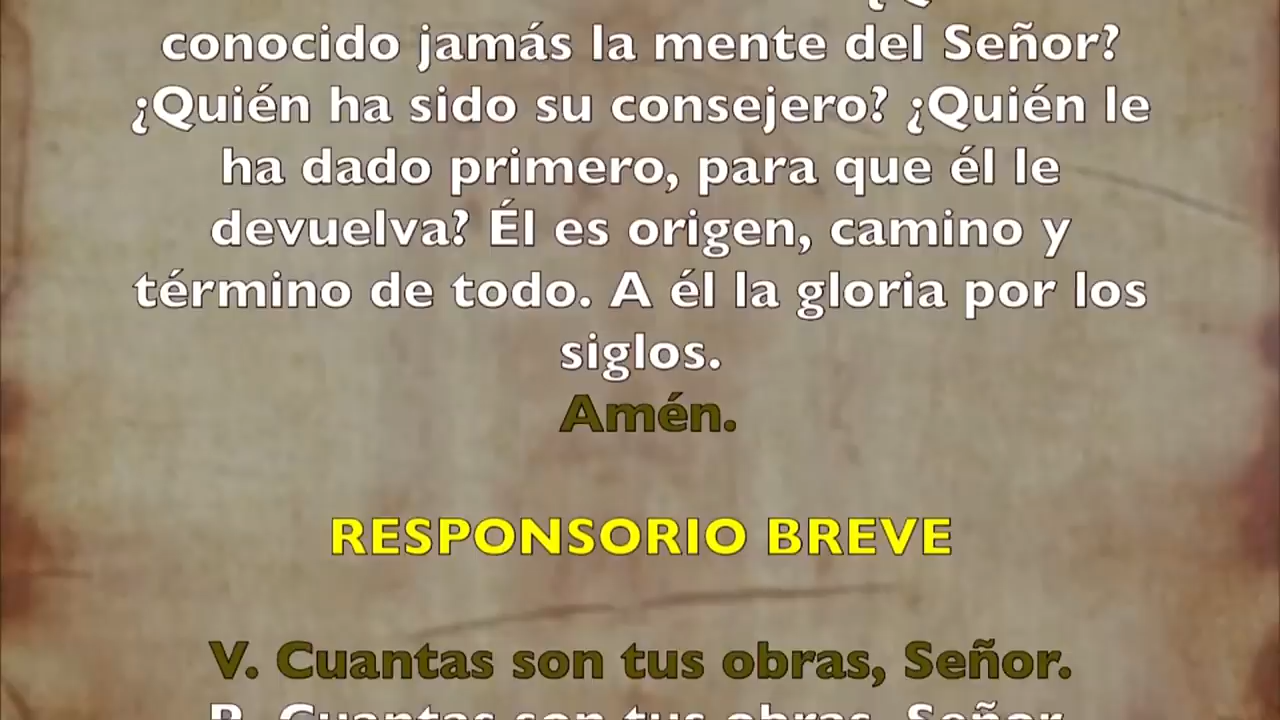 conocido jamás la mente del Señor?
¿Quién ha sido su consejero? ¿Quién le
ha dado primero, para que él le
devuelva? Él es origen, camino y
término de todo. A él la gloria por los
siglos.
Amén.
RESPONSORIO BREVE
V. Cuantas son tus obras, Señor.
R. Cuantas son tus obras, Señor.